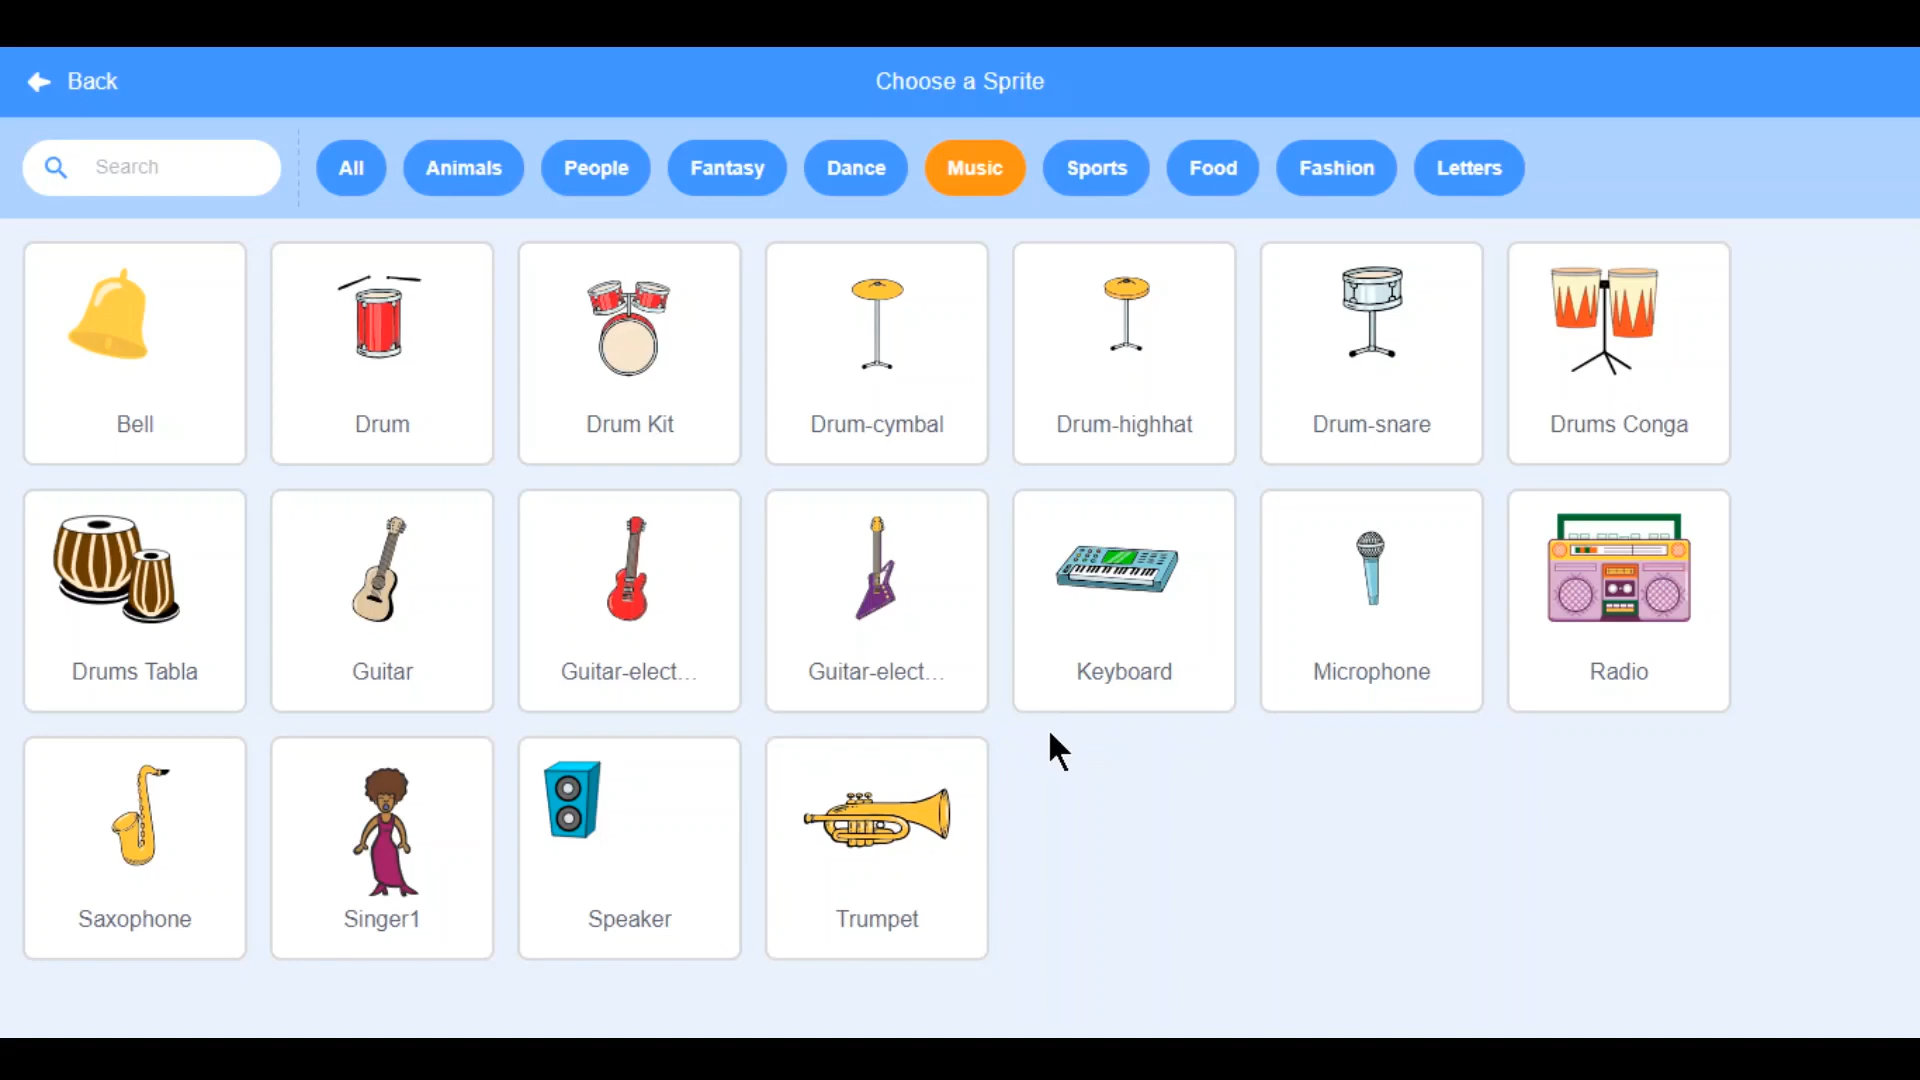 Back
Choose a Sprite
Search
All
Animals
People
Fantasy
Dance
Music
Sports
Food
Fashion
Letters
Bell
Drum
Drum Kit
Drum-cymbal
Drum-highhat
Drum-snare
Drums Conga
Drums Tabla
Guitar
Guitar-elect...
Guitar-elect...
Keyboard
Microphone
Radio
Saxophone
Singer1
Speaker
Trumpet